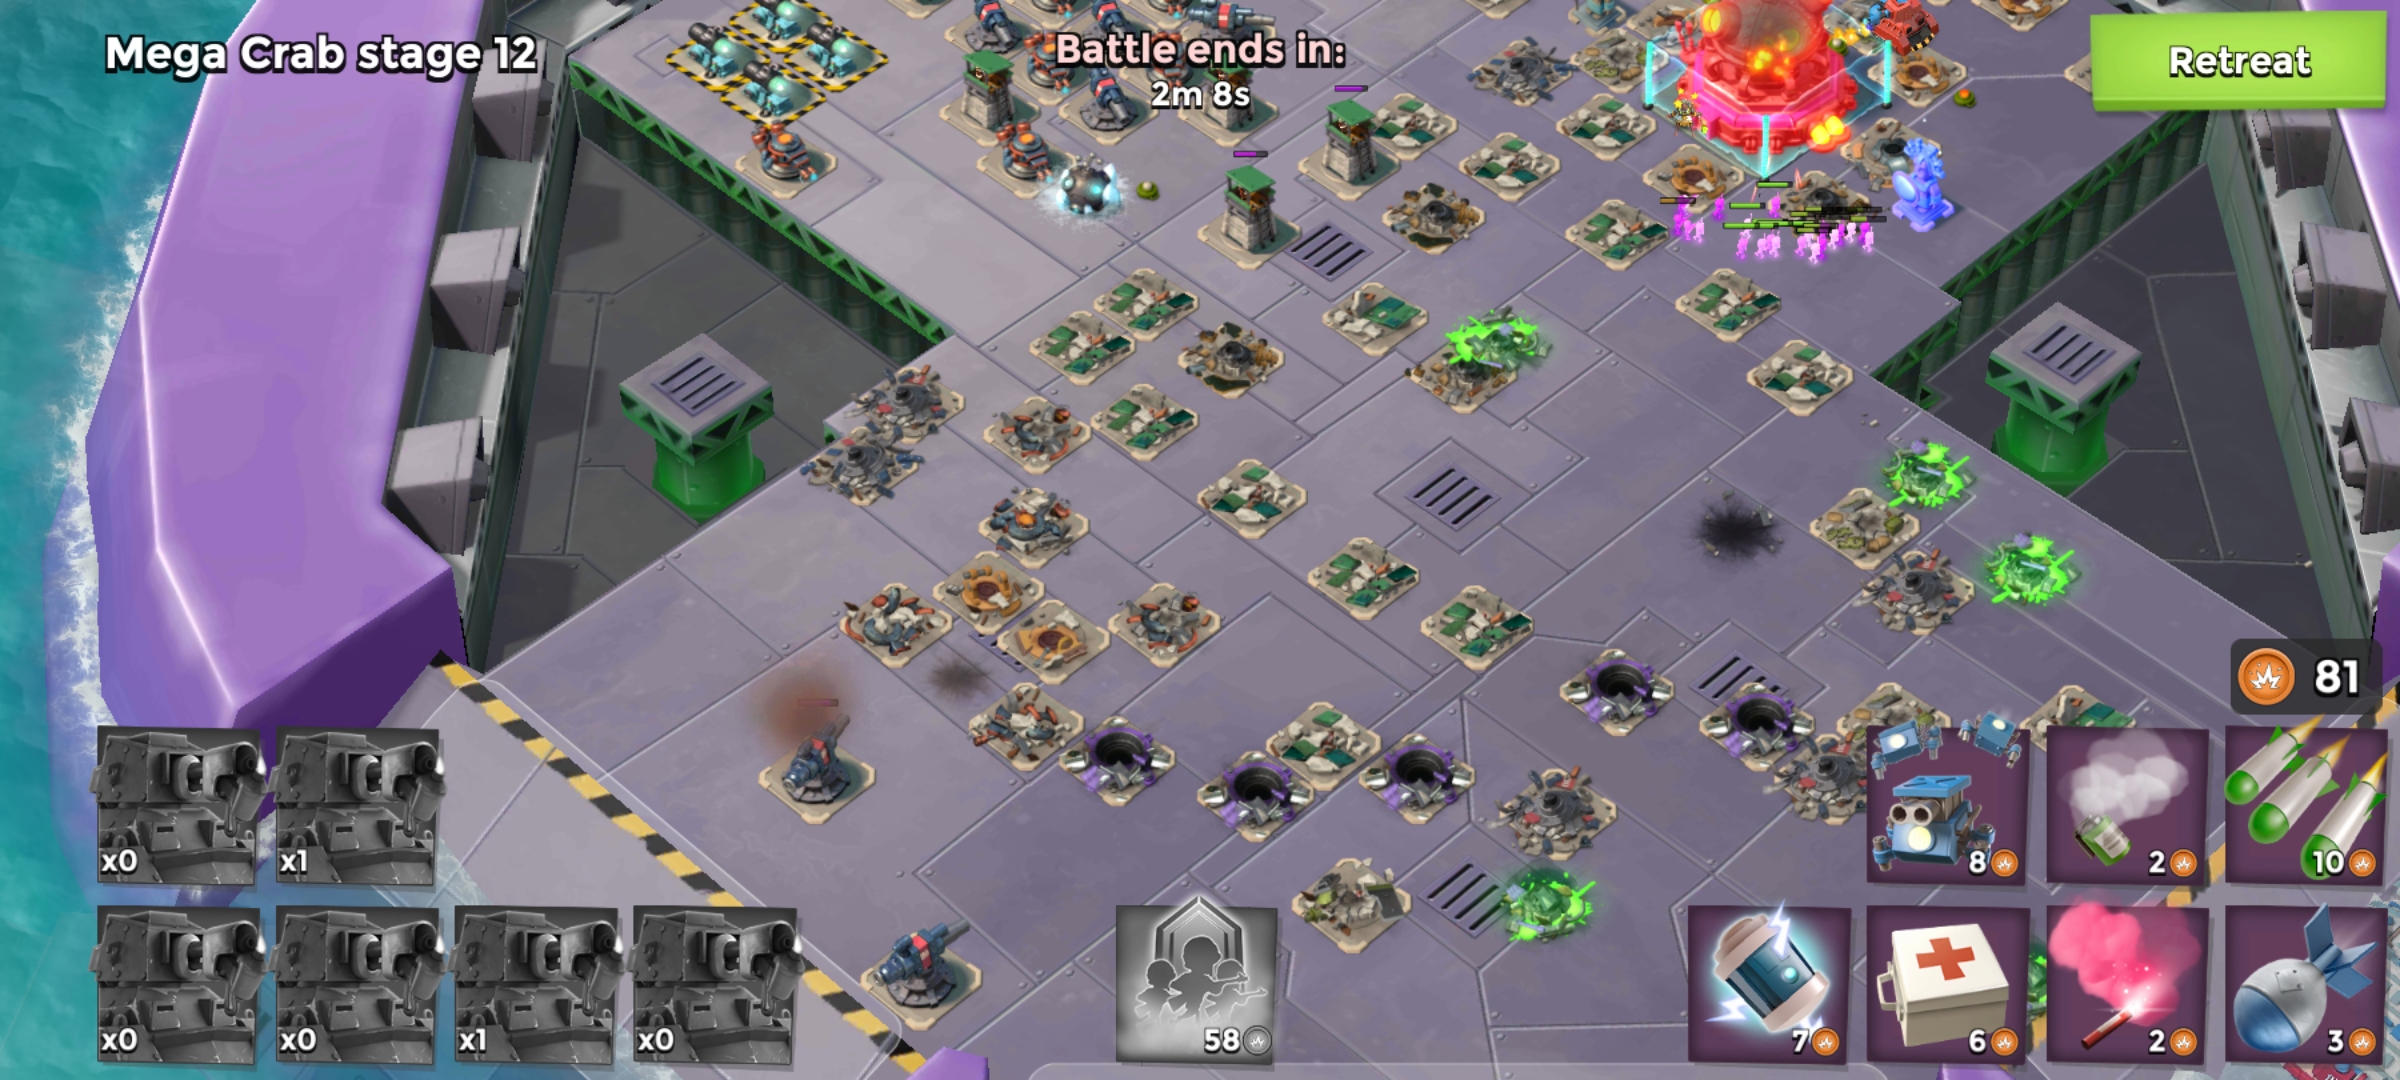 Mega Crab stage 12
Battle ends in:
2m 8s
Retreat
81
x0
x1
8
2
10
x0
x0
x1
x0
58
7
6
2
3